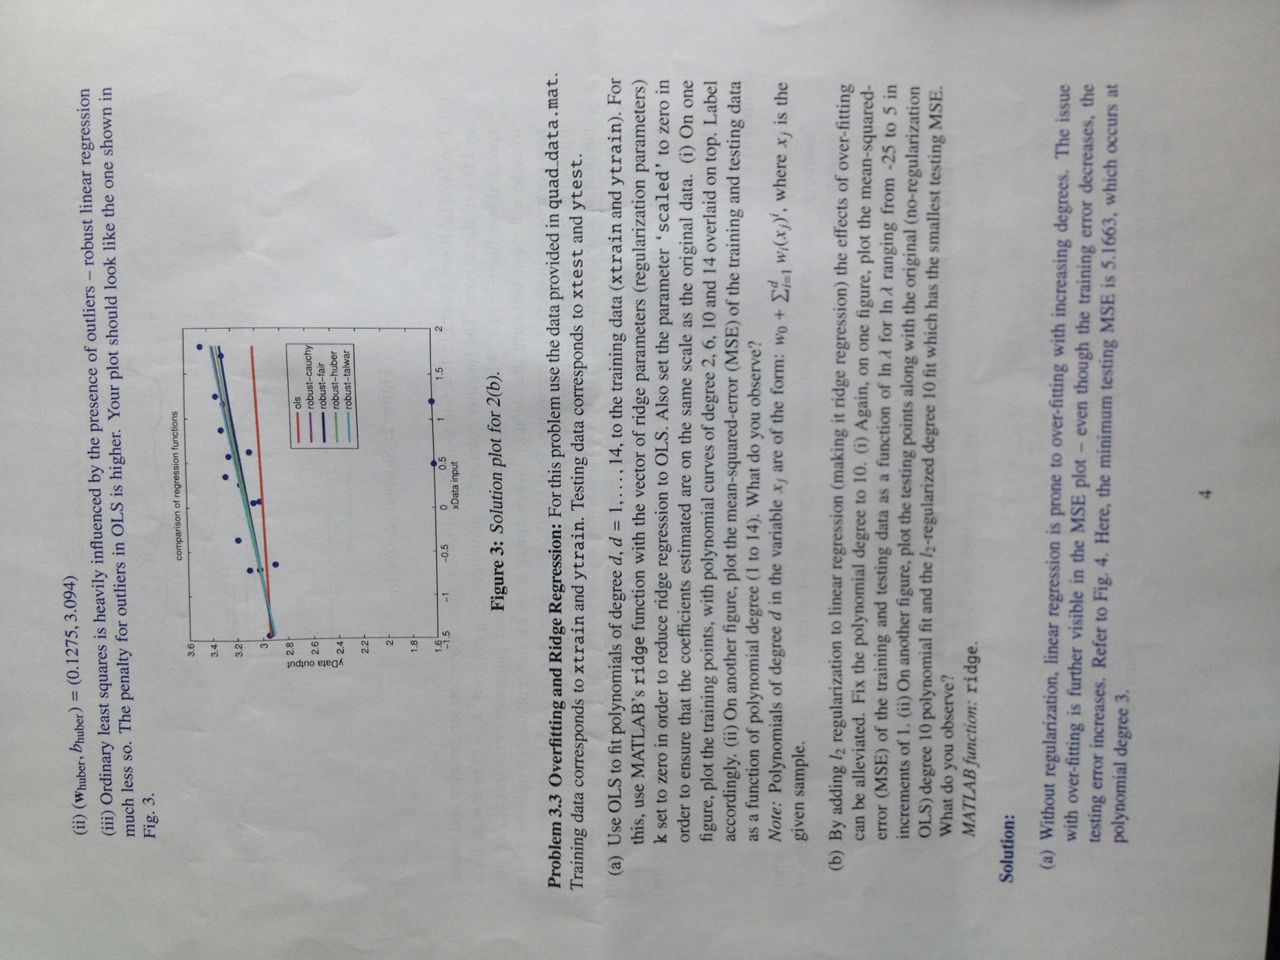 (ii) (w_huber, b_huber) = (0.1275, 3.094)
(iii) Ordinary least squares is heavily influenced by the presence of outliers – robust linear regression
much less so. The penalty for outliers in OLS is higher. Your plot should look like the one shown in
Fig. 3.
comparison of regression functions
3.6
3.4
3.2
3
2.8
2.6
2.4
2.2
2
1.8
1.6
yData output
ols
robust-cauchy
robust-fair
robust-huber
robust-talwar
−1.5 −1 −0.5 0 0.5 1 1.5 2
xData input
Figure 3: Solution plot for 2(b).
Problem 3.3 Overfitting and Ridge Regression: For this problem use the data provided in quad_data.mat.
Training data corresponds to xtrain and ytrain. Testing data corresponds to xtest and ytest.
(a) Use OLS to fit polynomials of degree d, d = 1,..., 14, to the training data (xtrain and ytrain). For
this, use MATLAB's ridge function with the vector of ridge parameters (regularization parameters)
k set to zero in order to reduce ridge regression to OLS. Also set the parameter 'scaled' to zero in
order to ensure that the coefficients estimated are on the same scale as the original data. (i) On one
figure, plot the training points, with polynomial curves of degree 2, 6, 10 and 14 overlaid on top. Label
accordingly. (ii) On another figure, plot the mean-squared-error (MSE) of the training and testing data
as a function of polynomial degree (1 to 14). What do you observe?
Note: Polynomials of degree d in the variable x_j are of the form: w_0 + ∑_{i=1}^d w_i(x_j)^i, where x_j is the
given sample.
(b) By adding l_2 regularization to linear regression (making it ridge regression) the effects of over-fitting
can be alleviated. Fix the polynomial degree to 10. (i) Again, on one figure, plot the mean-squared-
error (MSE) of the training and testing data as a function of ln λ for ln λ ranging from -25 to 5 in
increments of 1. (ii) On another figure, plot the testing points along with the original (no-regularization
OLS) degree 10 polynomial fit and the l_2-regularized degree 10 fit which has the smallest testing MSE.
What do you observe?
MATLAB function: ridge.
Solution:
(a) Without regularization, linear regression is prone to over-fitting with increasing degrees. The issue
with over-fitting is further visible in the MSE plot – even though the training error decreases, the
testing error increases. Refer to Fig. 4. Here, the minimum testing MSE is 5.1663, which occurs at
polynomial degree 3.
4